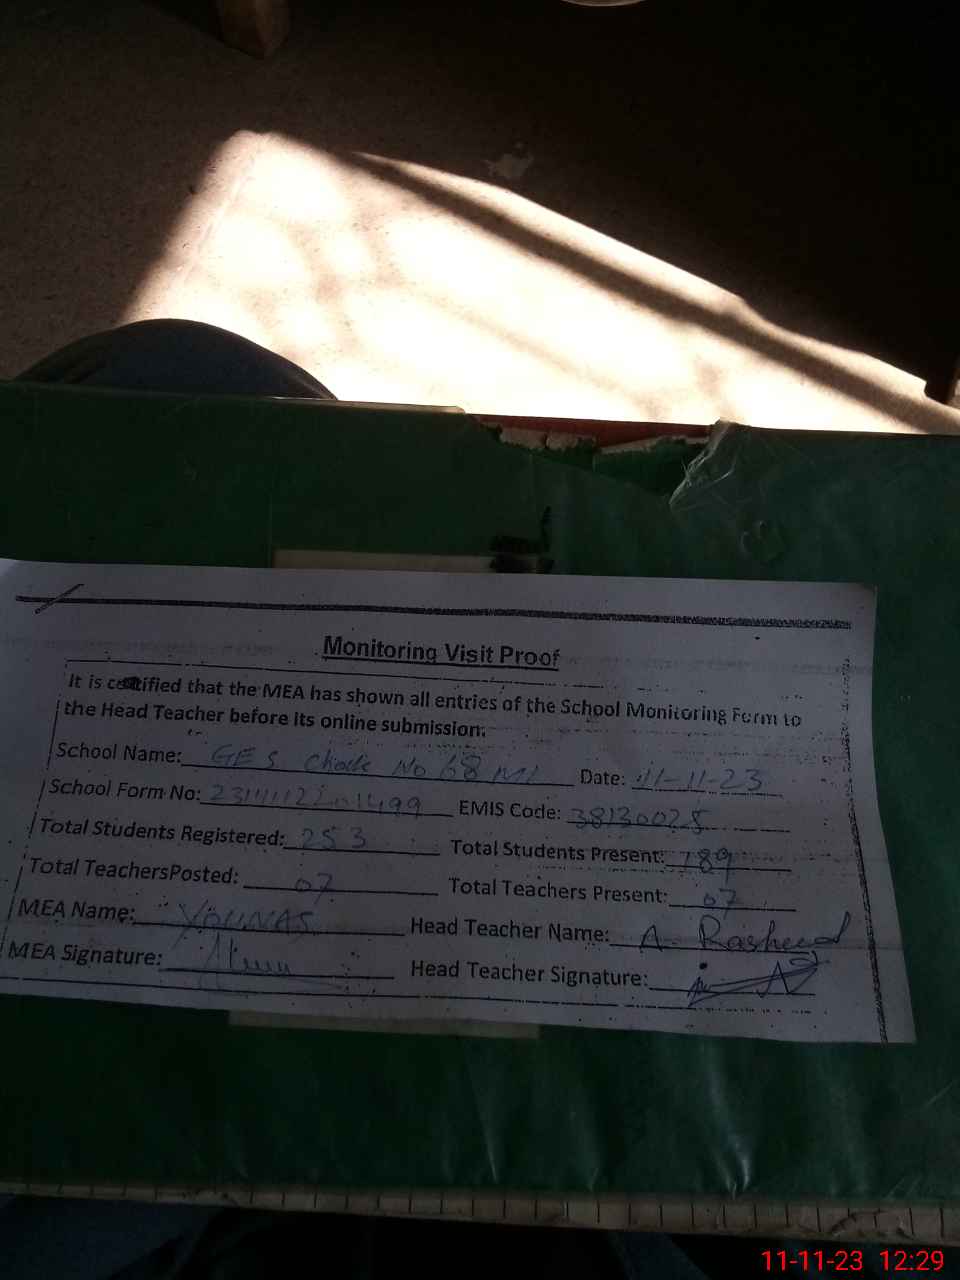 Monitoring Visit Proof
It is certified that the MEA has shown all entries of the School Monitoring Form to
the Head Teacher before its online submission.
School Name: GES Chack No 68 ML Date: 11-11-23
School Form No: EMIS Code: 38130028
Total Students Registered: 253 Total Students Present: 189
Total TeachersPosted: 07 Total Teachers Present: 07
MEA Name: YOUNAS Head Teacher Name: A. Rasheed
MEA Signature: Head Teacher Signature:
11-11-23 12:29